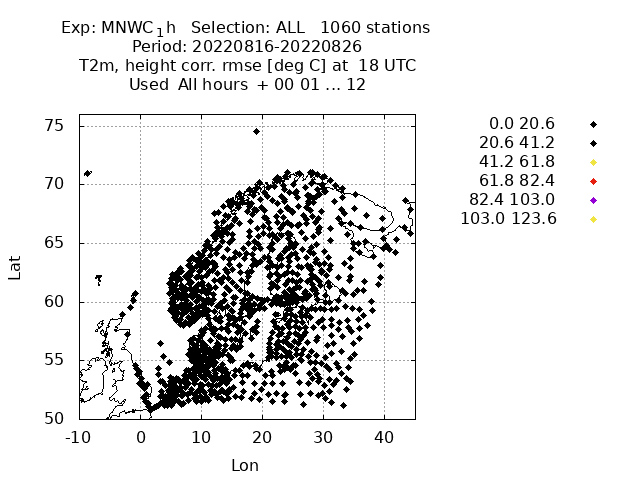 Exp: MNWC1h   Selection: ALL   1060 stations
Period: 20220816-20220826
T2m, height corr. rmse [deg C] at  18 UTC
Used  All hours  + 00 01 ... 12
0.0 20.6
20.6 41.2
41.2 61.8
61.8 82.4
82.4 103.0
103.0 123.6
Lat
75
70
65
60
55
50
-10 0 10 20 30 40
Lon